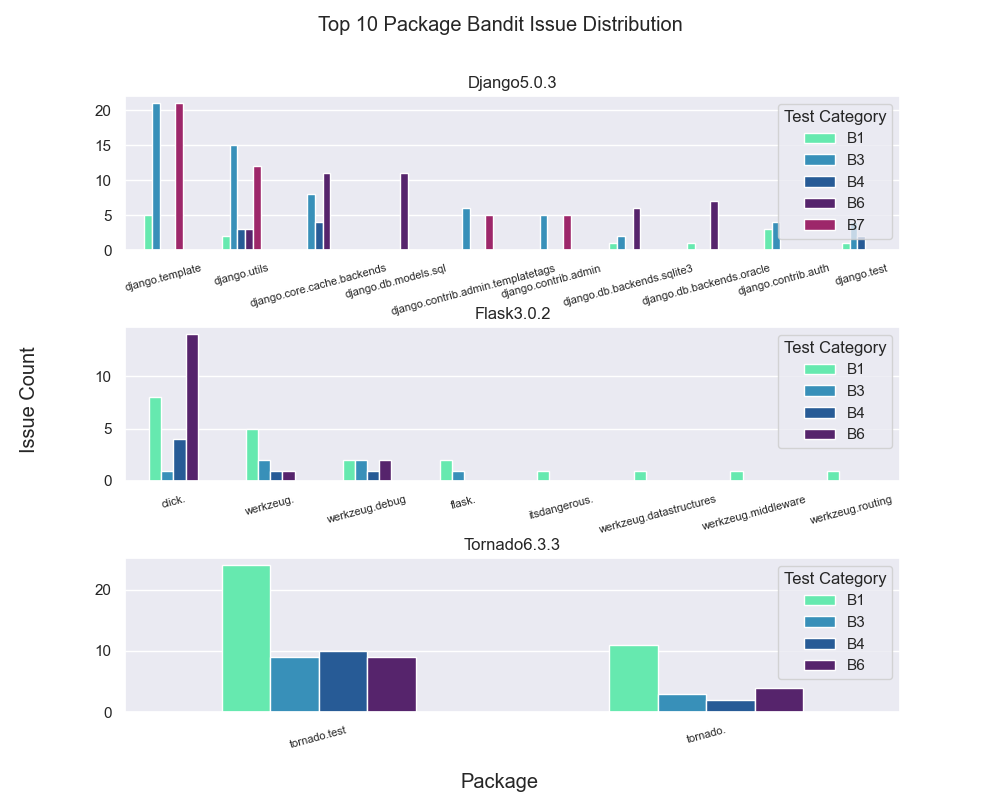 Top 10 Package Bandit Issue Distribution
Django5.0.3
20
15
10
5
0
Test Category
B1
B3
B4
B6
B7
django.template
django.utils
django.core.cache.backends
django.db.models.sql
django.contrib.admin.templatetags
django.contrib.admin
django.db.backends.sqlite3
django.db.backends.oracle
django.contrib.auth
django.test
Flask3.0.2
10
5
0
Test Category
B1
B3
B4
B6
click.
werkzeug.
werkzeug.debug
flask.
itsdangerous.
werkzeug.datastructures
werkzeug.middleware
werkzeug.routing
Issue Count
Tornado6.3.3
20
10
0
Test Category
B1
B3
B4
B6
tornado.test
tornado.
Package